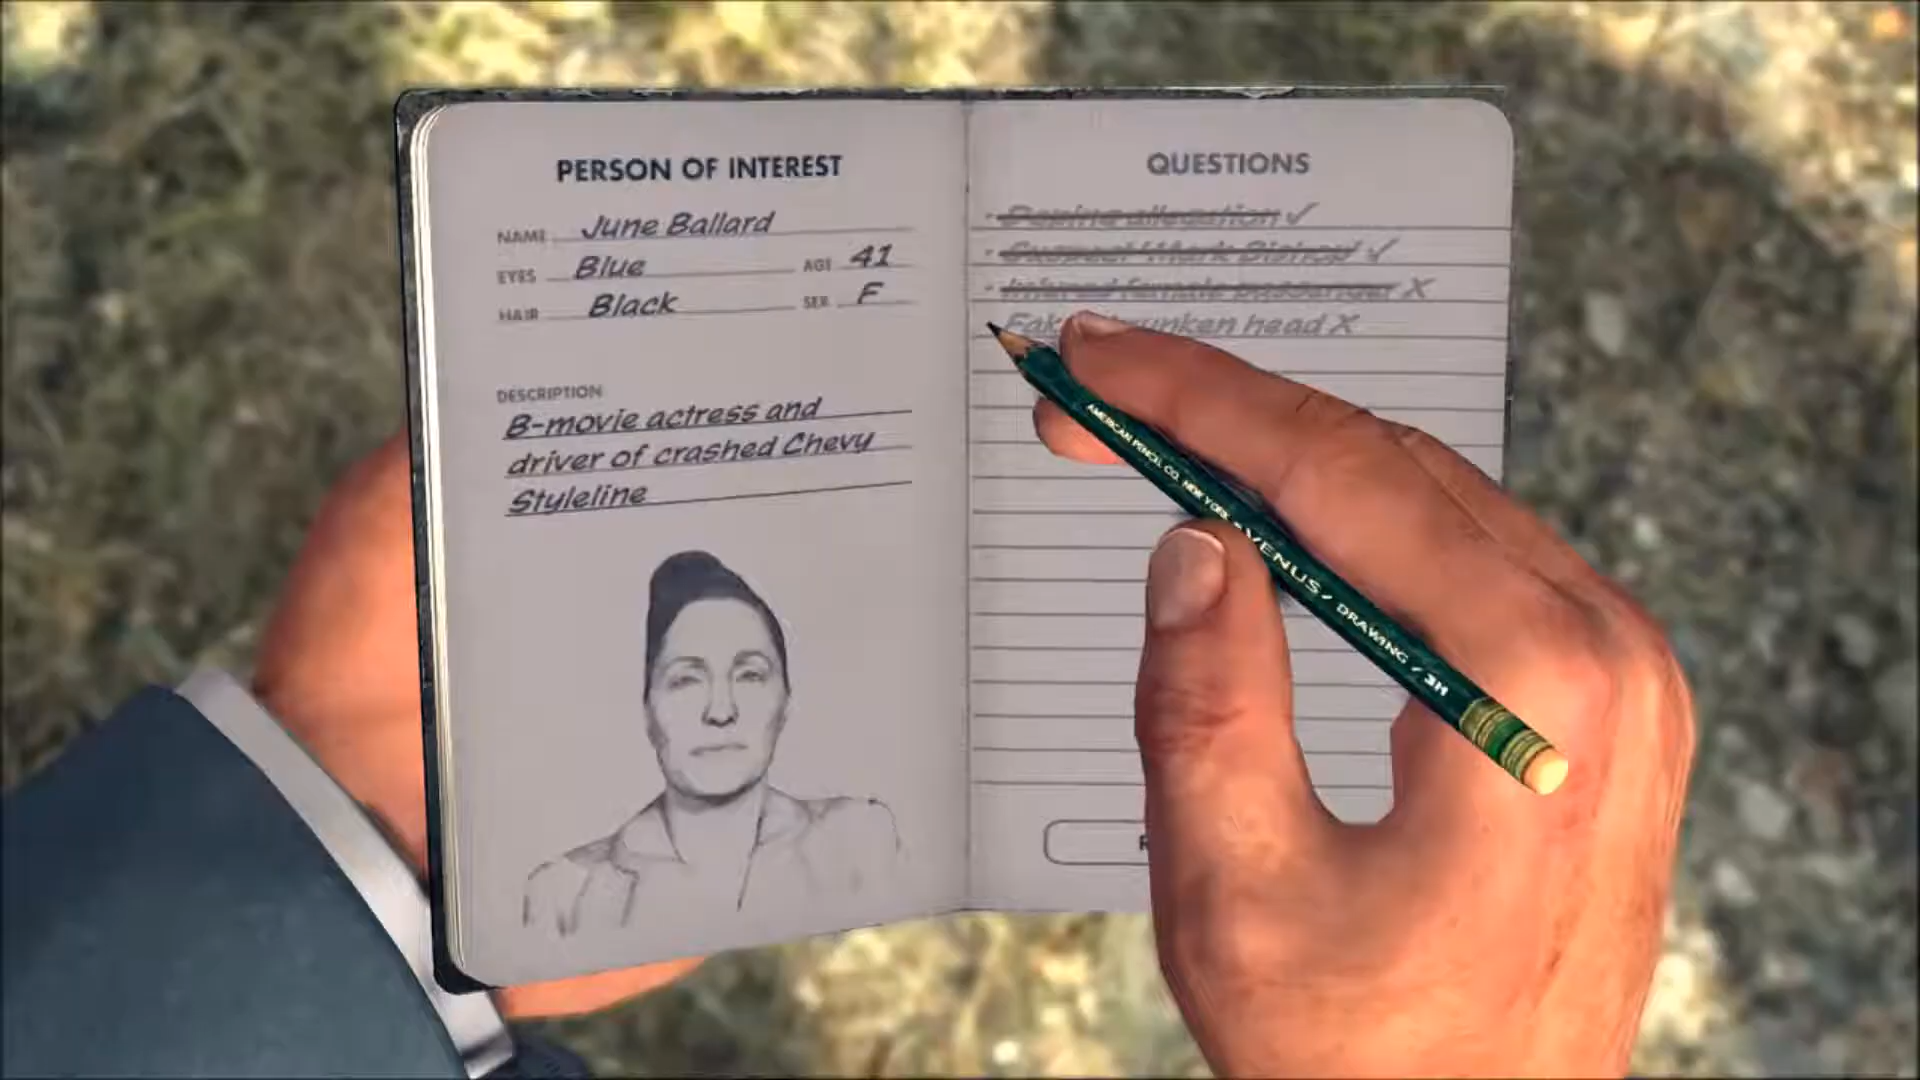 PERSON OF INTEREST
NAME June Ballard
EYES Blue AGE 41
HAIR Black SEX F
DESCRIPTION
B-movie actress and
driver of crashed Chevy
Styleline
QUESTIONS
· Doping allegation ✓
· Suspect Mark Bishop ✓
· Injured female passenger X
head X
AMERICAN PENCIL CO. NEW YORK VENUS / DRAWING / 3H